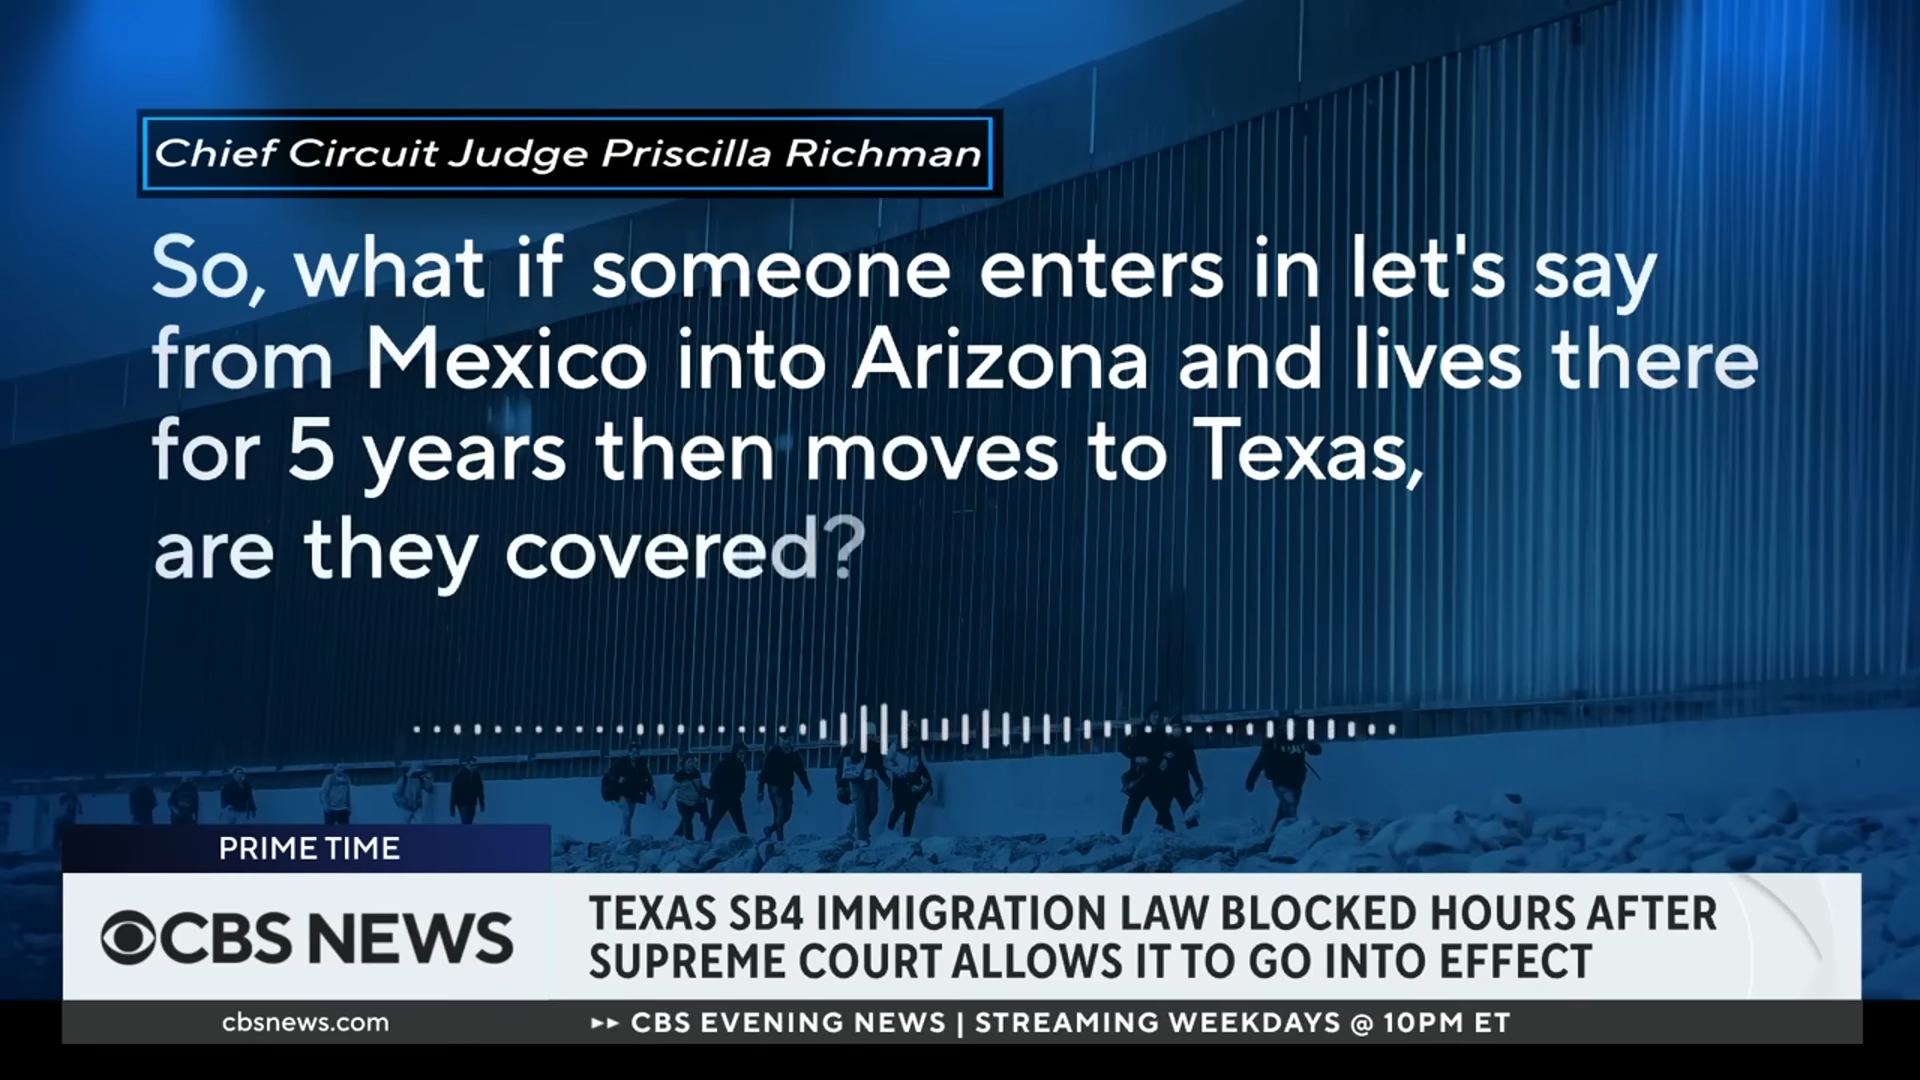 Chief Circuit Judge Priscilla Richman
So, what if someone enters in let's say
from Mexico into Arizona and lives there
for 5 years then moves to Texas,
are they covered?
PRIME TIME
CBS NEWS
TEXAS SB4 IMMIGRATION LAW BLOCKED HOURS AFTER
SUPREME COURT ALLOWS IT TO GO INTO EFFECT
cbsnews.com
CBS EVENING NEWS | STREAMING WEEKDAYS @ 10PM ET